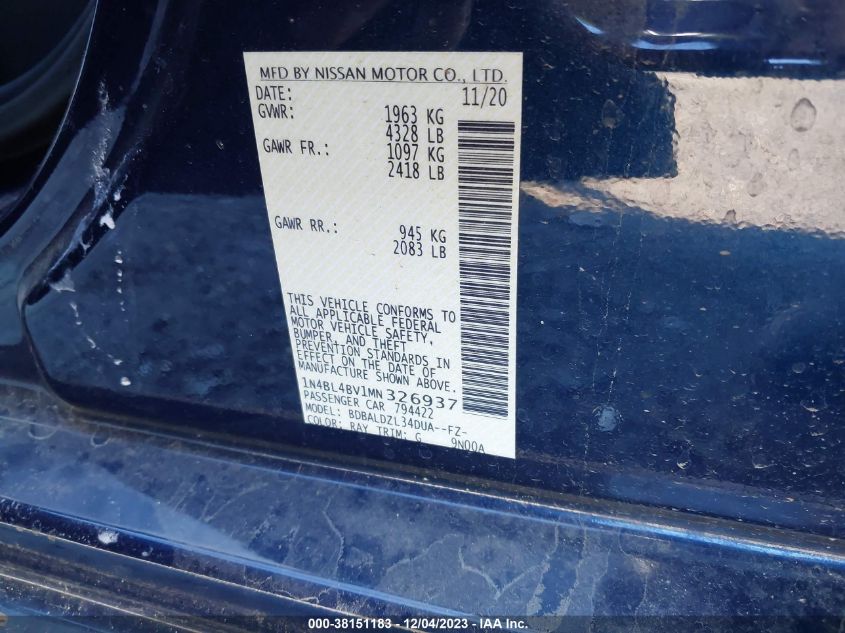 MFD BY NISSAN MOTOR CO., LTD.
DATE: 11/20
GVWR: 1963 KG
4328 LB
GAWR FR.: 1097 KG
2418 LB
GAWR RR.: 945 KG
2083 LB
THIS VEHICLE CONFORMS TO
ALL APPLICABLE FEDERAL
MOTOR VEHICLE SAFETY,
BUMPER, AND THEFT
PREVENTION STANDARDS IN
EFFECT ON THE DATE OF
MANUFACTURE SHOWN ABOVE.
1N4BL4BV1MN326937
PASSENGER CAR 794422
MODEL: BDBALDZL34DUA--FZ-
COLOR: RAY TRIM: G 9N00A
000-38151183 - 12/04/2023 - IAAI.COM